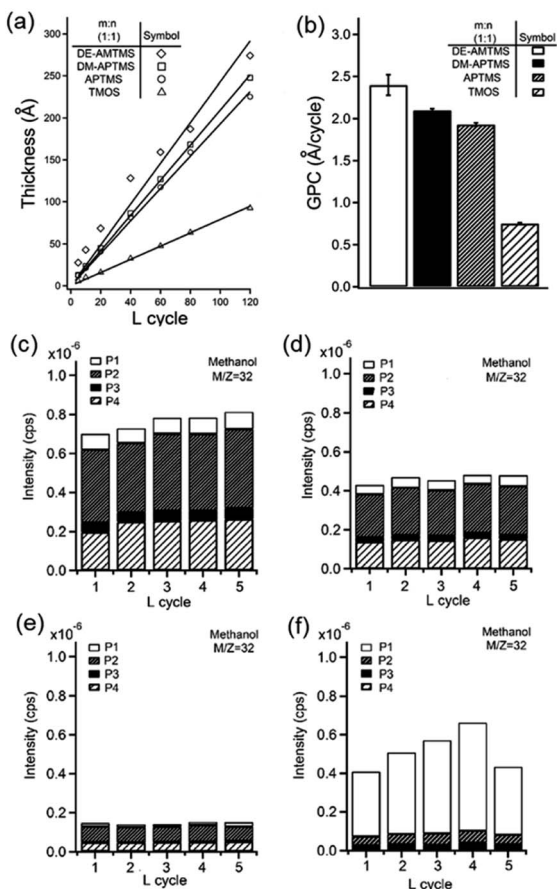 (a)
m:n
(1:1)
Symbol
DE-AMTMS
DM-APTMS
APTMS
TMOS
300
250
200
150
100
50
0
0 20 40 60 80 100 120
Thickness (Å)
L cycle
(b)
m:n
(1:1)
Symbol
DE-AMTMS
DM-APTMS
APTMS
TMOS
3.0
2.5
2.0
1.5
1.0
0.5
0.0
GPC (Å/cycle)
(c)
x10⁻⁶
P1
P2
P3
P4
Methanol
M/Z=32
1.0
0.8
0.6
0.4
0.2
0.0
Intensity (cps)
1 2 3 4 5
L cycle
(d)
x10⁻⁶
P1
P2
P3
P4
Methanol
M/Z=32
1.0
0.8
0.6
0.4
0.2
0.0
Intensity (cps)
1 2 3 4 5
L cycle
(e)
x10⁻⁶
P1
P2
P3
P4
Methanol
M/Z=32
1.0
0.8
0.6
0.4
0.2
0.0
Intensity (cps)
1 2 3 4 5
L cycle
(f)
x10⁻⁶
P1
P2
P3
P4
Methanol
M/Z=32
1.0
0.8
0.6
0.4
0.2
0.0
Intensity (cps)
1 2 3 4 5
L cycle